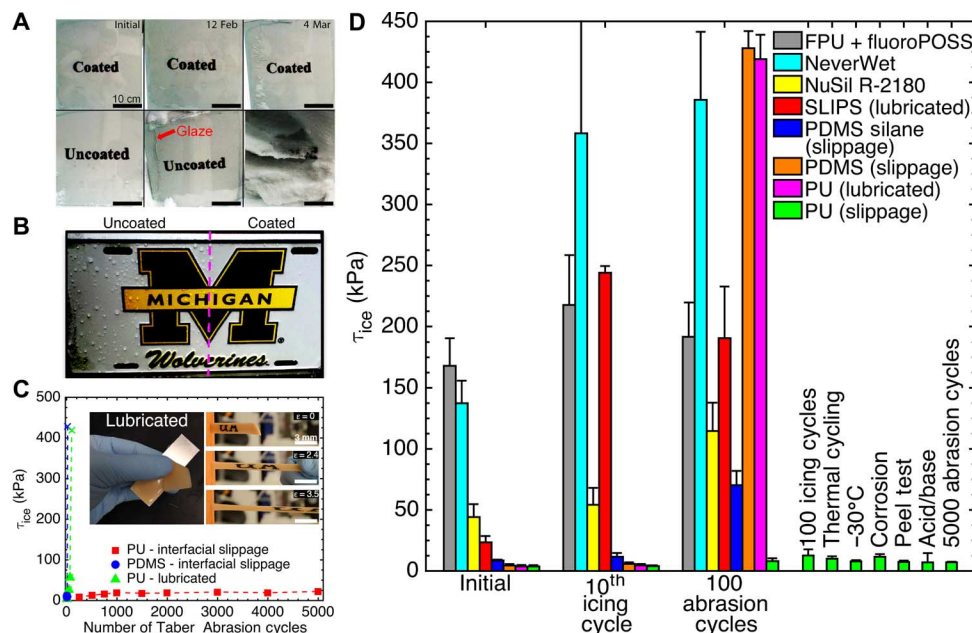 A
Initial
12 Feb
4 Mar
Coated
Coated
Coated
10 cm
Uncoated
Glaze
Uncoated
B
Uncoated
Coated
M
MICHIGAN
Wolverines
®
C
τice (kPa)
500
400
300
200
100
0
Lubricated
ε = 0
3 mm
ε = 2.4
ε = 3.5
PU - interfacial slippage
PDMS - interfacial slippage
PU - lubricated
0
1000
2000
3000
4000
5000
Number of Taber Abrasion cycles
D
τice (kPa)
450
400
350
300
250
200
150
100
50
0
FPU + fluoroPOSS
NeverWet
NuSil R-2180
SLIPS (lubricated)
PDMS silane
(slippage)
PDMS (slippage)
PU (lubricated)
PU (slippage)
100 icing cycles
Thermal cycling
-30°C
Corrosion
Peel test
Acid/base
5000 abrasion cycles
Initial
10th
icing
cycle
100
abrasion
cycles